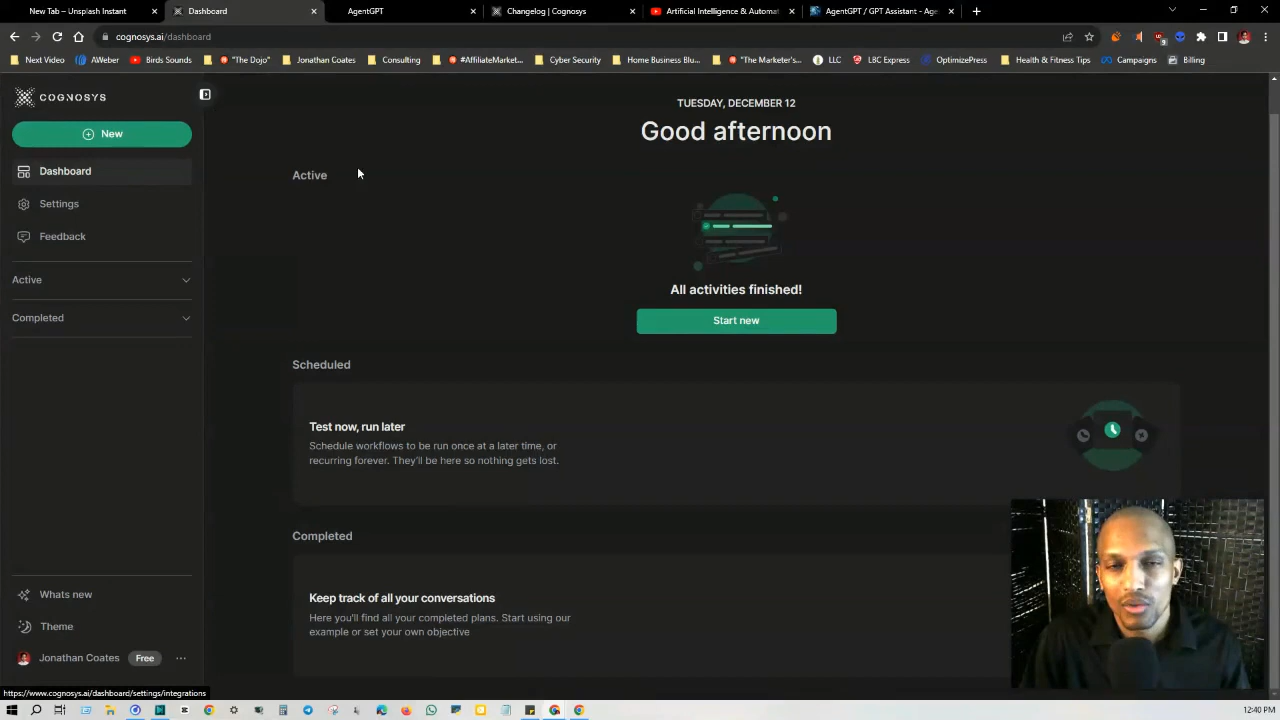 New Tab – Unsplash Instant
Dashboard
AgentGPT
Changelog | Cognosys
Artificial Intelligence & Automat
AgentGPT / GPT Assistant - Age
cognosys.ai/dashboard
Next Video
AWeber
Birds Sounds
"The Dojo"
Jonathan Coates
Consulting
#AffiliateMarket...
Cyber Security
Home Business Blu...
"The Marketer's...
LLC
LBC Express
OptimizePress
Health & Fitness Tips
Campaigns
Billing
COGNOSYS
New
Dashboard
Settings
Feedback
Active
Completed
TUESDAY, DECEMBER 12
Good afternoon
Active
All activities finished!
Start new
Scheduled
Test now, run later
Schedule workflows to be run once at a later time, or
recurring forever. They'll be here so nothing gets lost.
Completed
Keep track of all your conversations
Here you'll find all your completed plans. Start using our
example or set your own objective
Whats new
Theme
Jonathan Coates
Free
https://www.cognosys.ai/dashboard/settings/integrations
12:40 PM